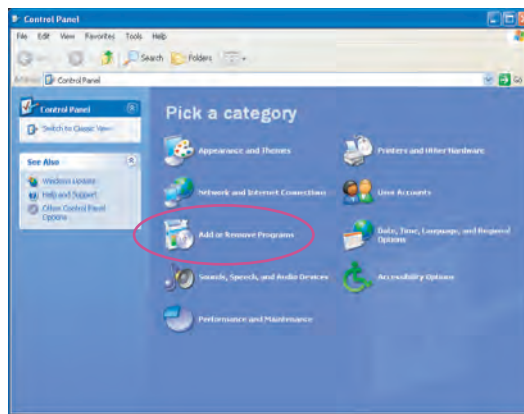 Control Panel
File Edit View Favorites Tools Help
Search Folders
Address Control Panel Go
Control Panel
Switch to Classic View
See Also
Windows Update
Help and Support
Other Control Panel
Options
Pick a category
Appearance and Themes
Printers and Other Hardware
Network and Internet Connections
User Accounts
Add or Remove Programs
Date, Time, Language, and Regional
Options
Sounds, Speech, and Audio Devices
Accessibility Options
Performance and Maintenance